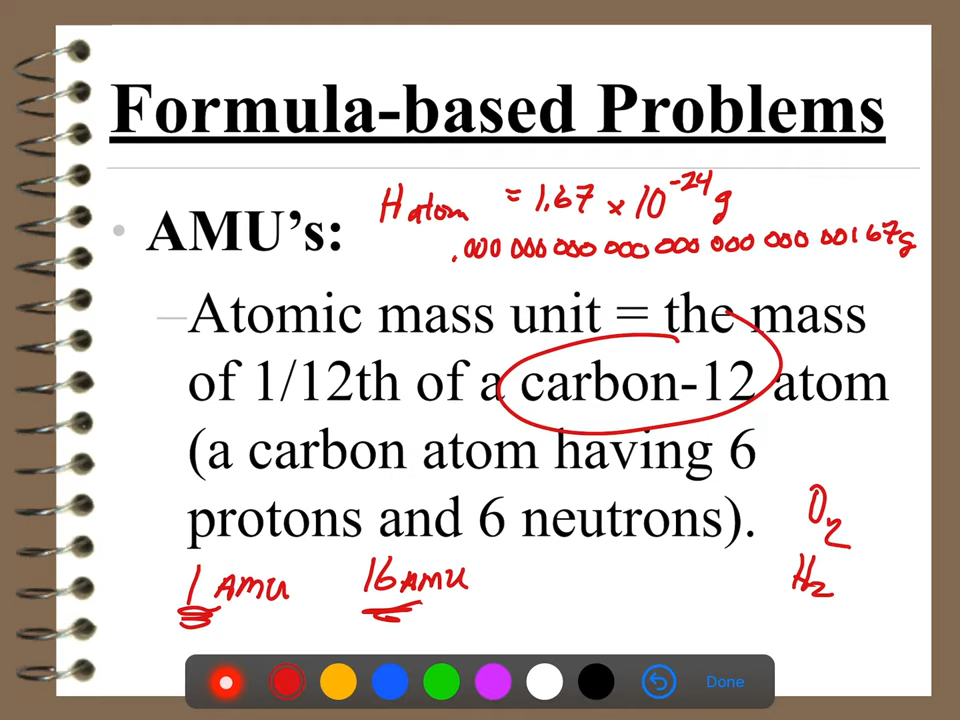 Formula-based Problems
H atom = 1.67 × 10⁻²⁴ g
• AMU's:
.000 000 000 000 000 000 000 00167g
–Atomic mass unit = the mass
of 1/12th of a carbon-12 atom
(a carbon atom having 6
protons and 6 neutrons).
O₂
1 AMU 16 AMU
H₂
Done